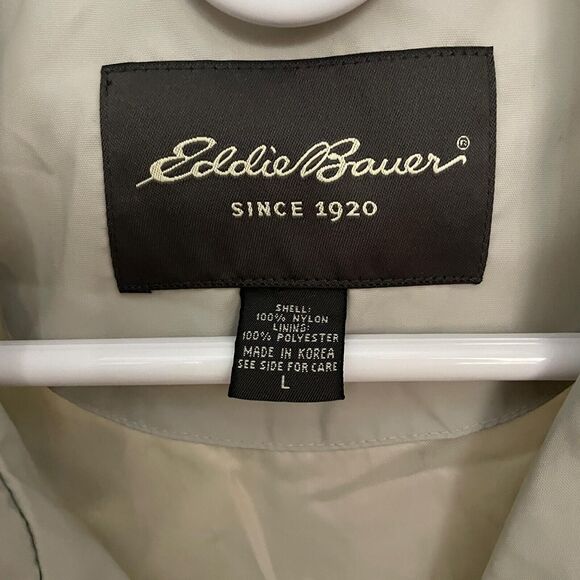 Eddie Bauer®
SINCE 1920
SHELL:
100% NYLON
LINING:
100% POLYESTER
MADE IN KOREA
SEE SIDE FOR CARE
L